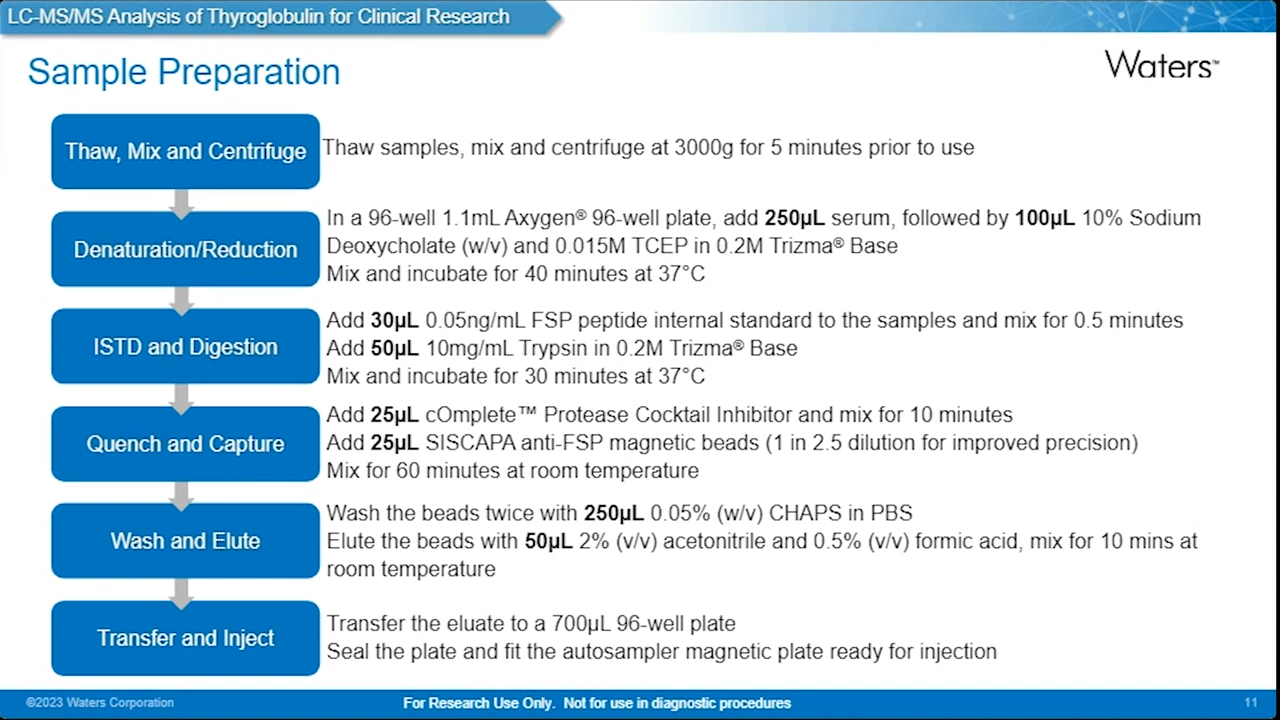 LC-MS/MS Analysis of Thyroglobulin for Clinical Research
Sample Preparation
Waters™
Thaw, Mix and Centrifuge
Thaw samples, mix and centrifuge at 3000g for 5 minutes prior to use
Denaturation/Reduction
In a 96-well 1.1mL Axygen® 96-well plate, add 250µL serum, followed by 100µL 10% Sodium
Deoxycholate (w/v) and 0.015M TCEP in 0.2M Trizma® Base
Mix and incubate for 40 minutes at 37°C
ISTD and Digestion
Add 30µL 0.05ng/mL FSP peptide internal standard to the samples and mix for 0.5 minutes
Add 50µL 10mg/mL Trypsin in 0.2M Trizma® Base
Mix and incubate for 30 minutes at 37°C
Quench and Capture
Add 25µL cOmplete™ Protease Cocktail Inhibitor and mix for 10 minutes
Add 25µL SISCAPA anti-FSP magnetic beads (1 in 2.5 dilution for improved precision)
Mix for 60 minutes at room temperature
Wash and Elute
Wash the beads twice with 250µL 0.05% (w/v) CHAPS in PBS
Elute the beads with 50µL 2% (v/v) acetonitrile and 0.5% (v/v) formic acid, mix for 10 mins at
room temperature
Transfer and Inject
Transfer the eluate to a 700µL 96-well plate
Seal the plate and fit the autosampler magnetic plate ready for injection
©2023 Waters Corporation
For Research Use Only. Not for use in diagnostic procedures
11